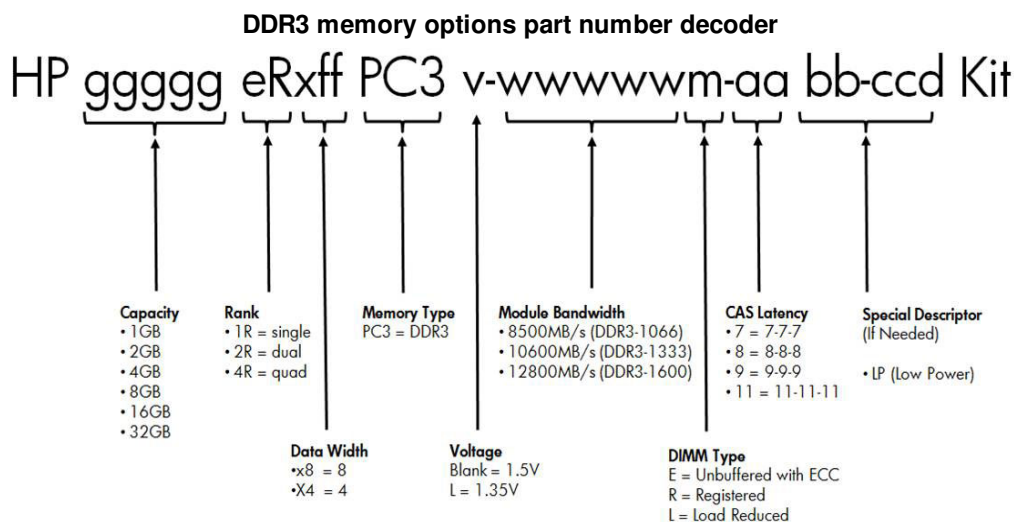 DDR3 memory options part number decoder
HP ggggg eRxff PC3 v-wwwwwm-aa bb-ccd Kit
Capacity
• 1GB
• 2GB
• 4GB
• 8GB
• 16GB
• 32GB
Rank
• 1R = single
• 2R = dual
• 4R = quad
Memory Type
PC3 = DDR3
Module Bandwidth
• 8500MB/s (DDR3-1066)
• 10600MB/s (DDR3-1333)
• 12800MB/s (DDR3-1600)
CAS Latency
• 7 = 7-7-7
• 8 = 8-8-8
• 9 = 9-9-9
• 11 = 11-11-11
Special Descriptor
(If Needed)
• LP (Low Power)
Data Width
•x8 = 8
•X4 = 4
Voltage
Blank = 1.5V
L = 1.35V
DIMM Type
E = Unbuffered with ECC
R = Registered
L = Load Reduced